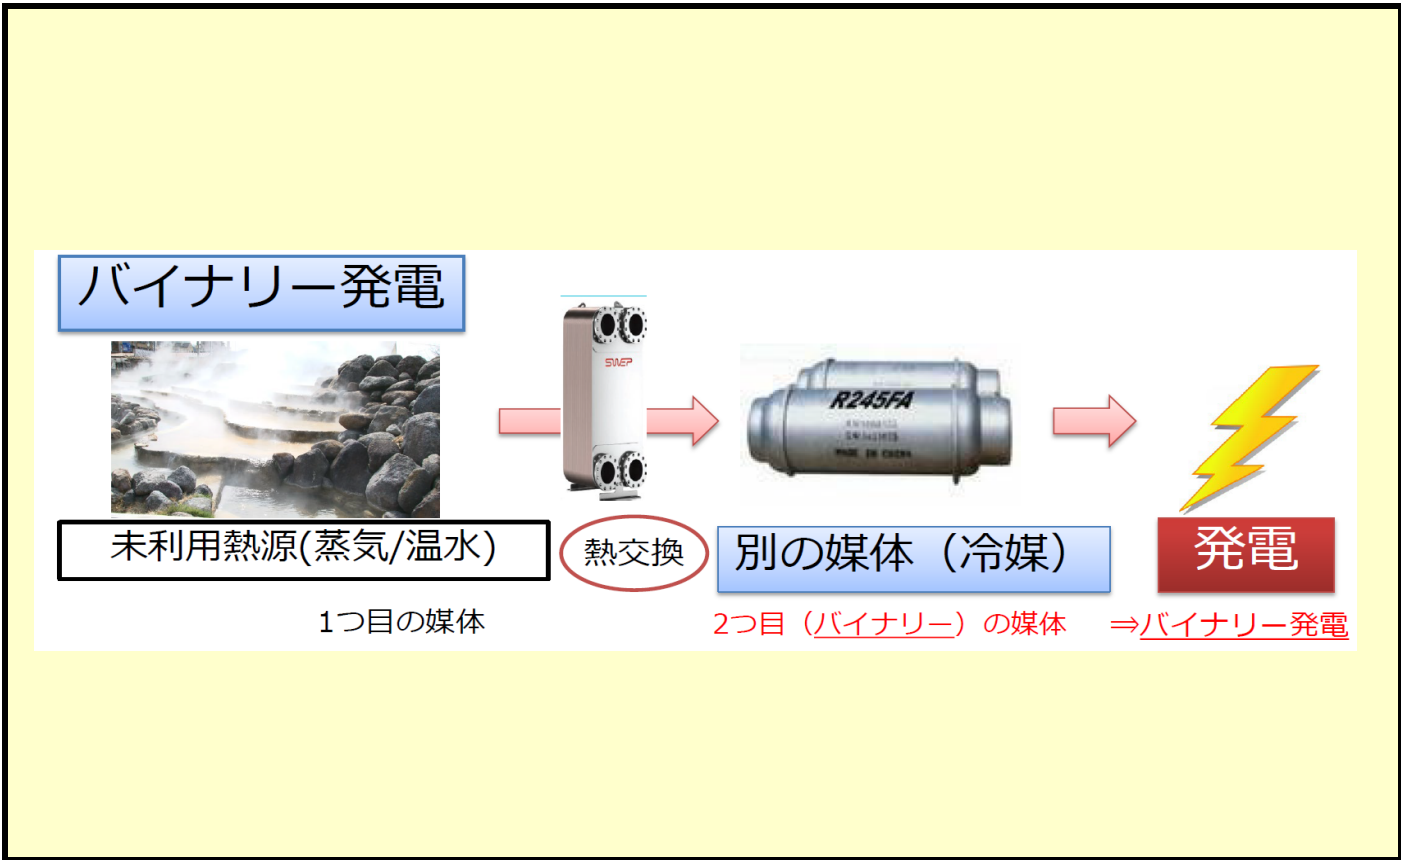 バイナリー発電
SWEP
R245FA
MADE IN CHINA
未利用熱源(蒸気/温水)
熱交換
別の媒体（冷媒）
発電
1つ目の媒体
2つ目（バイナリー）の媒体
⇒バイナリー発電